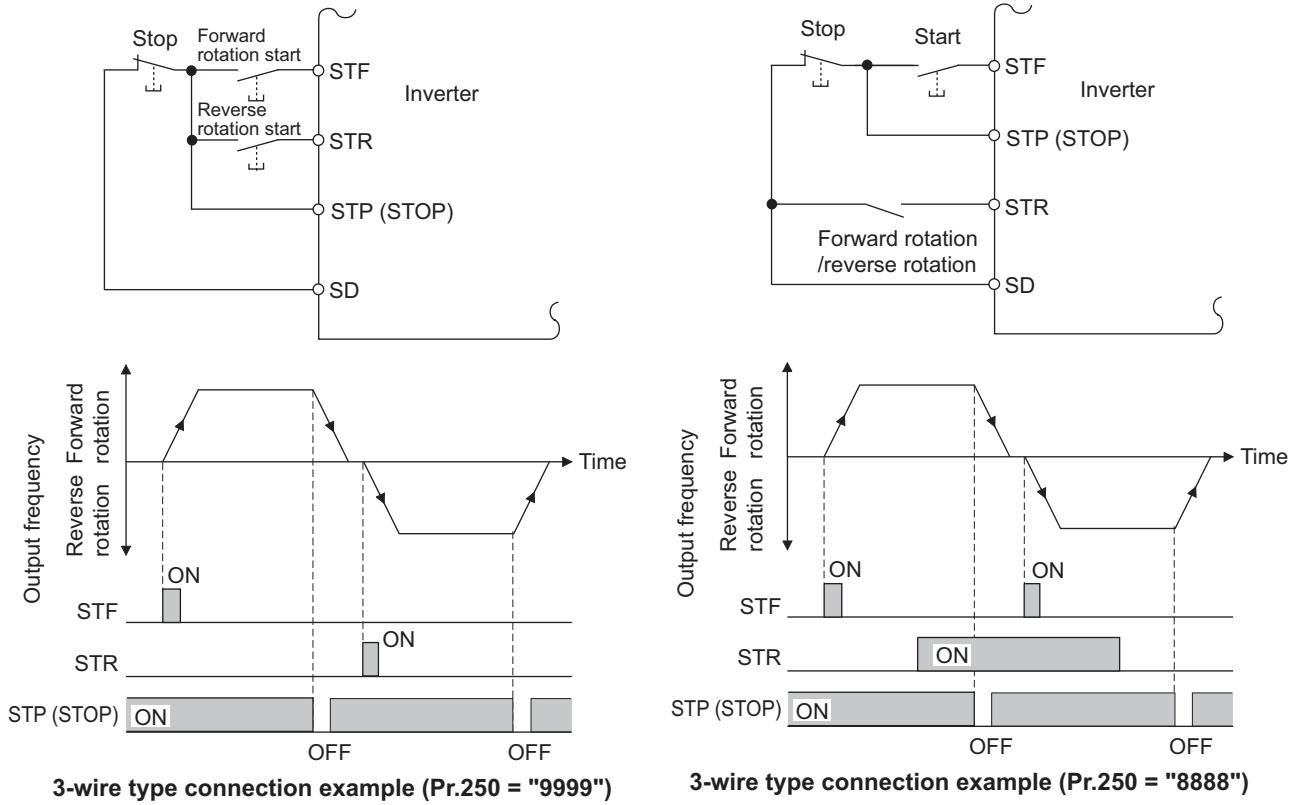 Stop
Forward
rotation start
STF
Inverter
Reverse
rotation start
STR
STP (STOP)
SD
Output frequency
Reverse Forward
rotation rotation
Time
ON
STF
ON
STR
STP (STOP)
ON
OFF
OFF
3-wire type connection example (Pr.250 = "9999")
Stop
Start
STF
Inverter
STP (STOP)
STR
Forward rotation
/reverse rotation
SD
Output frequency
Reverse Forward
rotation rotation
Time
ON
ON
STF
STR
ON
STP (STOP)
ON
OFF
OFF
3-wire type connection example (Pr.250 = "8888")